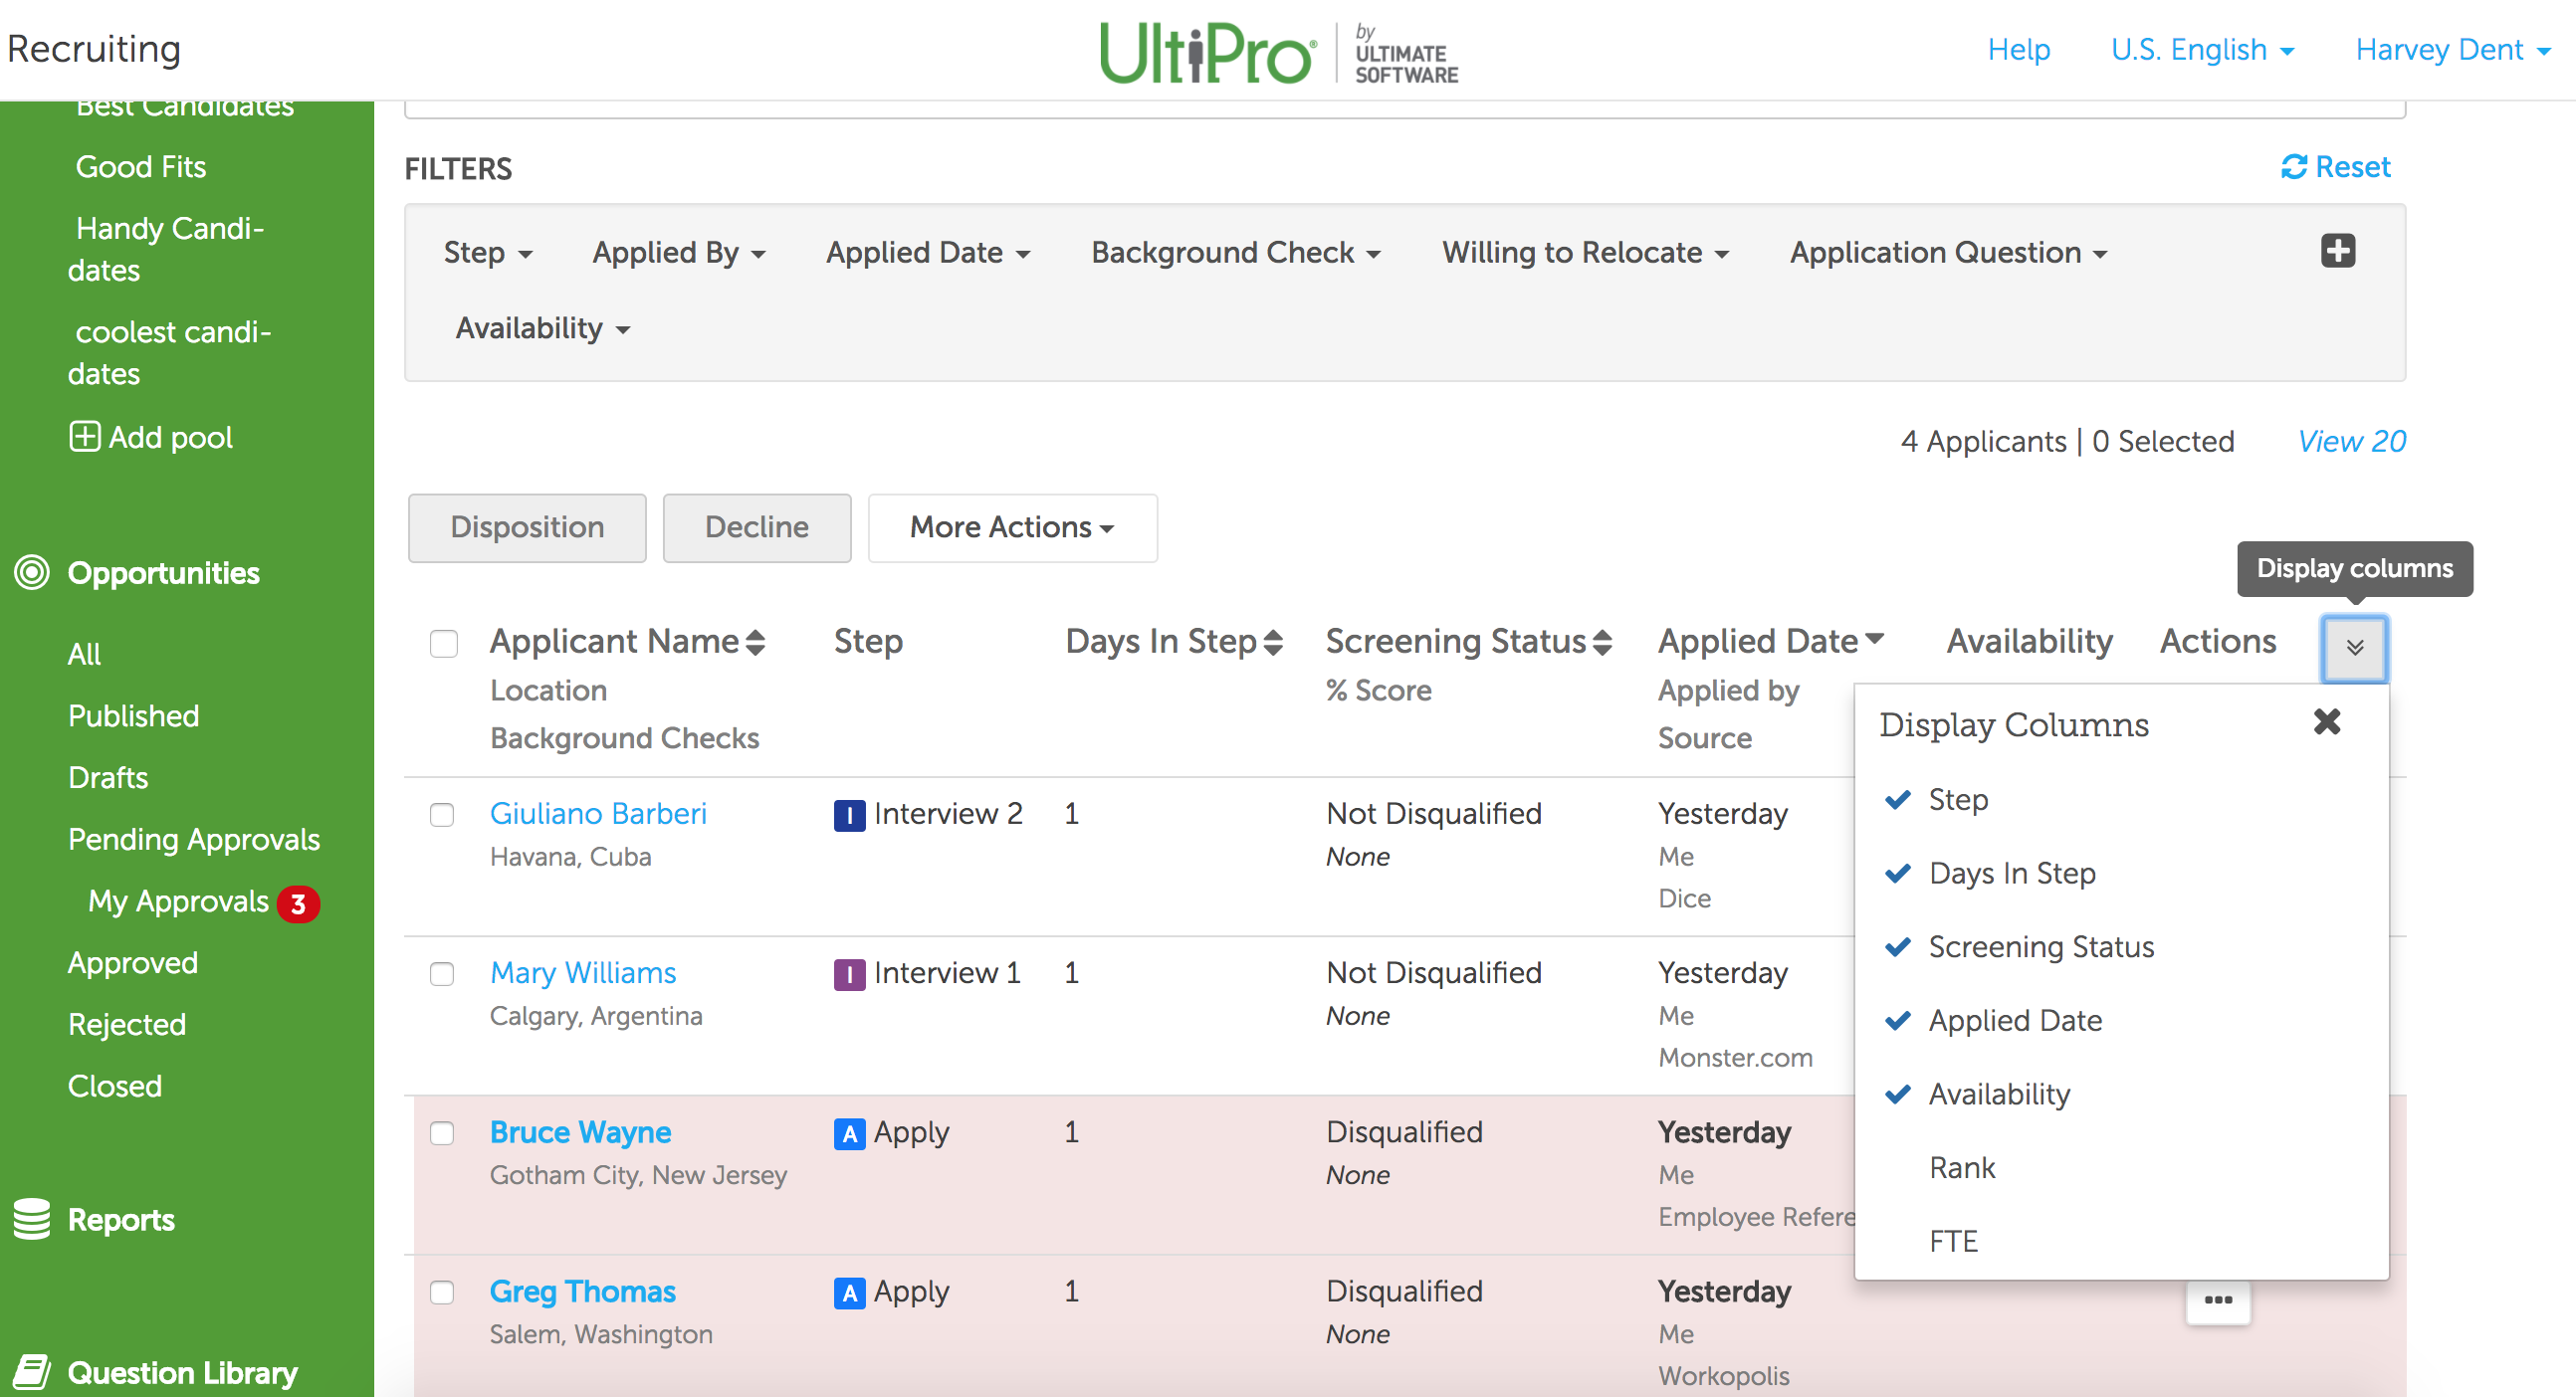 Recruiting
UltiPro® by ULTIMATE SOFTWARE
Help
U.S. English
Harvey Dent
Best Candidates
Good Fits
Handy Candi-
dates
coolest candi-
dates
Add pool
Opportunities
All
Published
Drafts
Pending Approvals
My Approvals 3
Approved
Rejected
Closed
Reports
Question Library
FILTERS
Reset
Step
Applied By
Applied Date
Background Check
Willing to Relocate
Application Question
Availability
4 Applicants | 0 Selected
View 20
Disposition
Decline
More Actions
Display columns
Applicant Name
Location
Background Checks
Step
Days In Step
Screening Status
% Score
Applied Date
Applied by
Source
Availability
Actions
Giuliano Barberi
Havana, Cuba
I Interview 2
1
Not Disqualified
None
Yesterday
Me
Dice
Mary Williams
Calgary, Argentina
I Interview 1
1
Not Disqualified
None
Yesterday
Me
Monster.com
Bruce Wayne
Gotham City, New Jersey
A Apply
1
Disqualified
None
Yesterday
Me
Employee Refere
Greg Thomas
Salem, Washington
A Apply
1
Disqualified
None
Yesterday
Me
Workopolis
Display Columns
Step
Days In Step
Screening Status
Applied Date
Availability
Rank
FTE